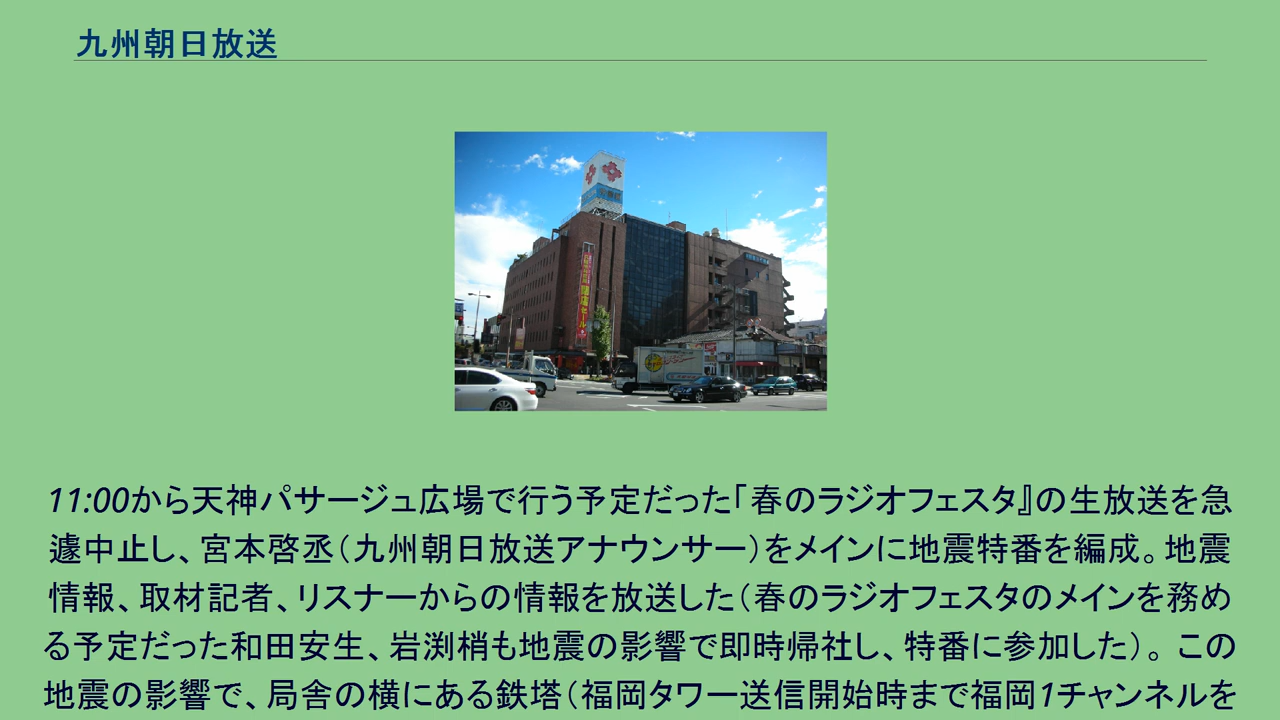 九州朝日放送
11:00から天神パサージュ広場で行う予定だった「春のラジオフェスタ』の生放送を急
遽中止し、宮本啓丞（九州朝日放送アナウンサー）をメインに地震特番を編成。地震
情報、取材記者、リスナーからの情報を放送した（春のラジオフェスタのメインを務め
る予定だった和田安生、岩渕梢も地震の影響で即時帰社し、特番に参加した）。この
地震の影響で、局舎の横にある鉄塔（福岡タワー送信開始時まで福岡1チャンネルを